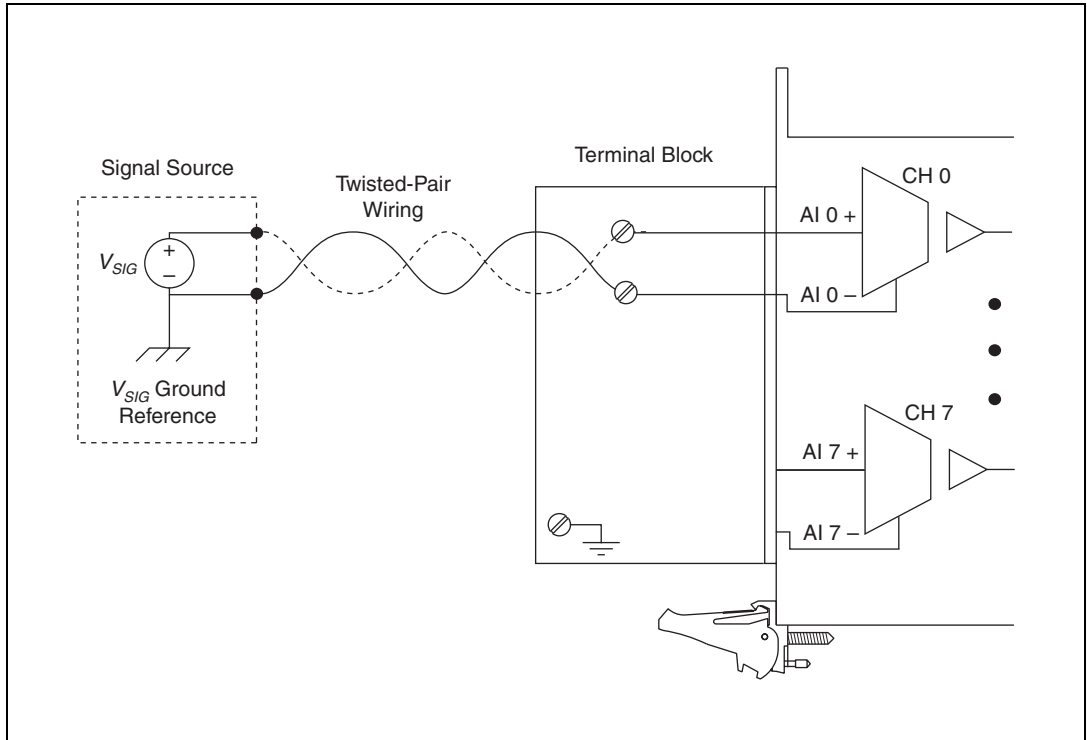 Signal Source
Twisted-Pair
Wiring
Terminal Block
CH 0
AI 0 +
AI 0 –
+
–
V_SIG
V_SIG Ground
Reference
-
CH 7
AI 7 +
AI 7 –